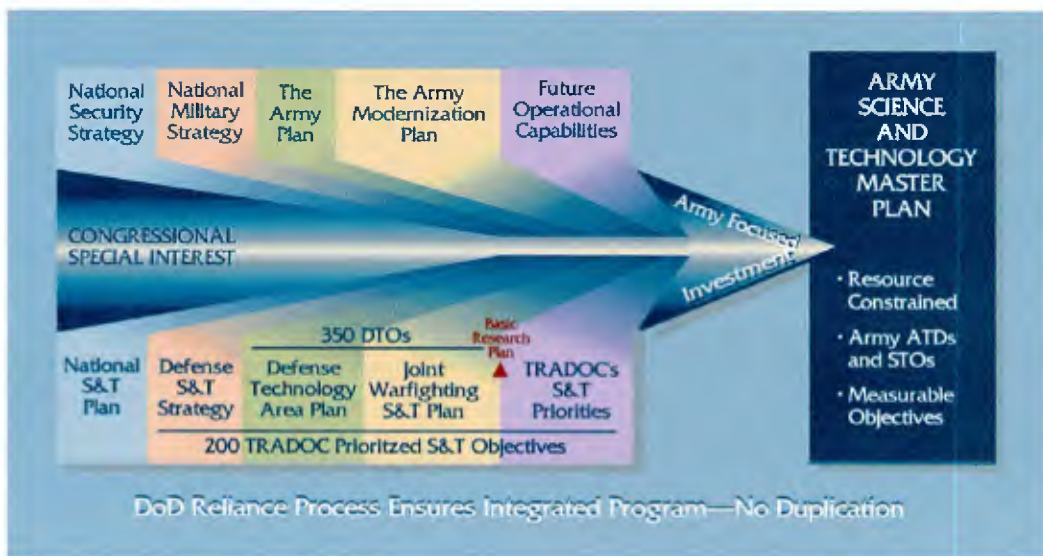 National
Security
Strategy
National
Military
Strategy
The
Army
Plan
The Army
Modernization
Plan
Future
Operational
Capabilities
CONGRESSIONAL
SPECIAL INTEREST
Army Focused
Investment
350 DTOs
Basic
Research
Plan
National
S&T
Plan
Defense
S&T
Strategy
Defense
Technology
Area Plan
Joint
Warfighting
S&T Plan
TRADOC's
S&T
Priorities
200 TRADOC Prioritzed S&T Objectives
ARMY
SCIENCE
AND
TECHNOLOGY
MASTER
PLAN
• Resource
Constrained
• Army ATDs
and STOs
• Measurable
Objectives
DoD Reliance Process Ensures Integrated Program—No Duplication